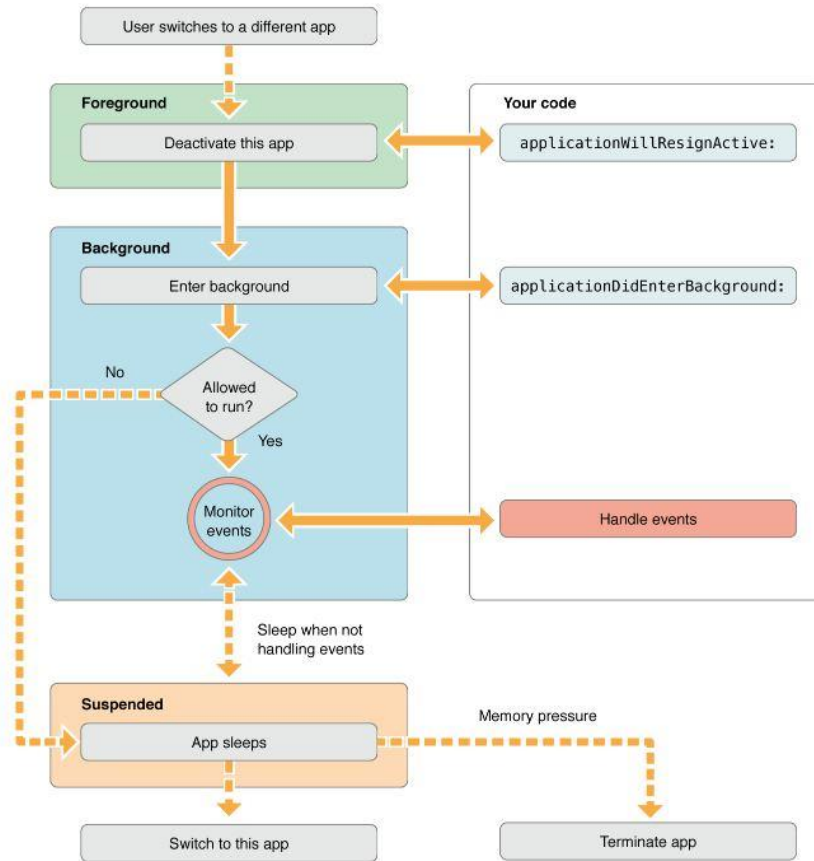 User switches to a different app
Foreground
Your code
Deactivate this app
applicationWillResignActive:
Background
Enter background
applicationDidEnterBackground:
No
Allowed
to run?
Yes
Monitor
events
Handle events
Sleep when not
handling events
Suspended
Memory pressure
App sleeps
Switch to this app
Terminate app